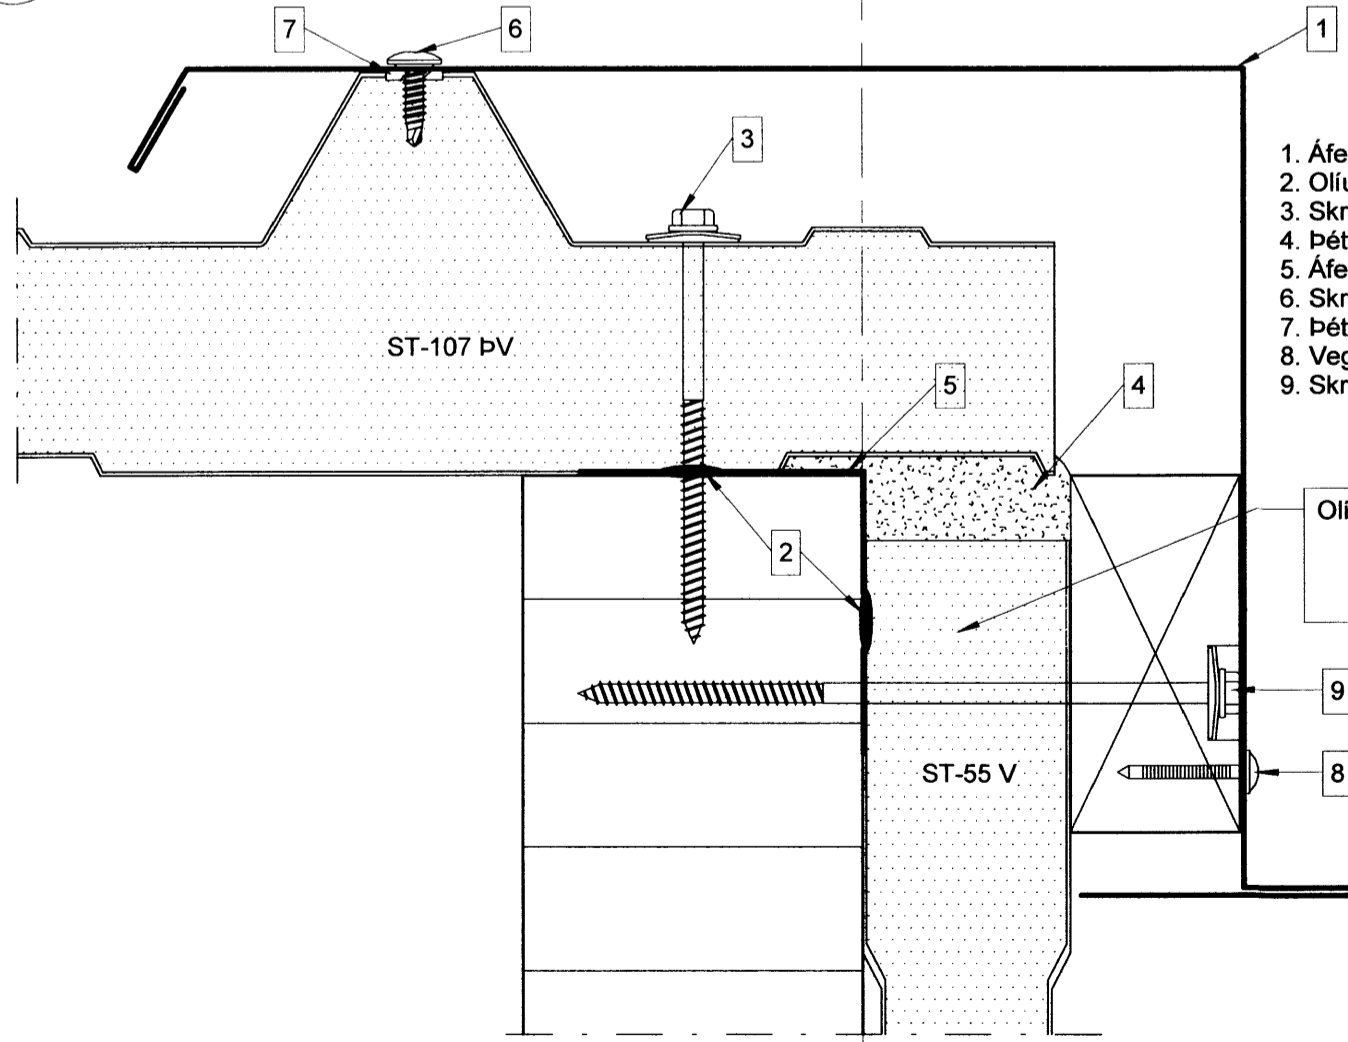 7
6
1
3
1. Áfe
2. Olíu
3. Skr
4. Þét
5. Áfe
6. Skr
7. Þét
8. Veg
9. Skr
ST-107 ÞV
5
4
Olí
2
9
ST-55 V
8